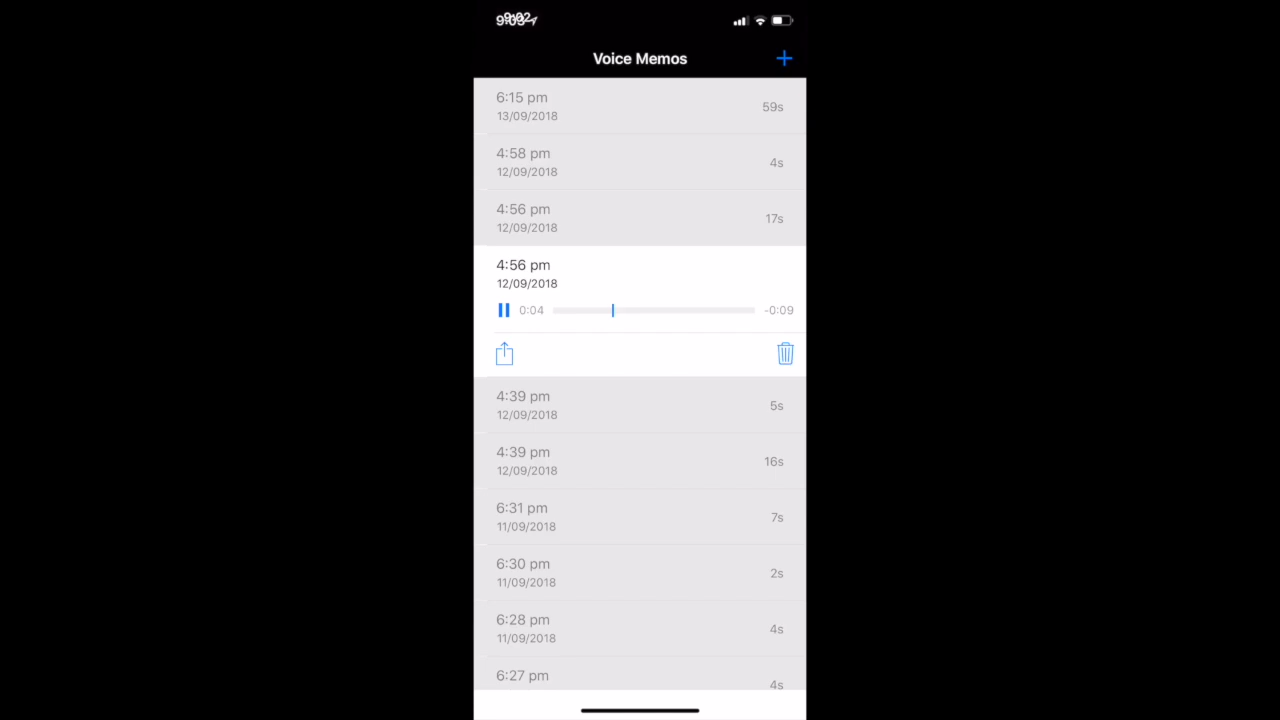 Voice Memos
6:15 pm
13/09/2018
59s
4:58 pm
12/09/2018
4s
4:56 pm
12/09/2018
17s
4:56 pm
12/09/2018
0:04
-0:09
4:39 pm
12/09/2018
5s
4:39 pm
12/09/2018
16s
6:31 pm
11/09/2018
7s
6:30 pm
11/09/2018
2s
6:28 pm
11/09/2018
4s
6:27 pm
4s